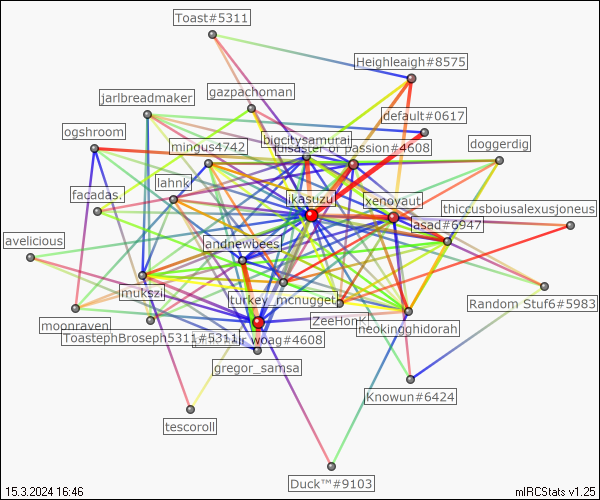 Toast#5311
Heighleaigh#8575
gazpachoman
jarlbreadmaker
default#0617
ogshroom
bigcitysamurai
mingus4742
disaster of passion#4608
doggerdig
lahnk
facadas.
ikasuzu
xenoyaut
thiccusboiusalexusjoneus
asad#6947
avelicious
andnewbees
mukszi
turkey_mcnugget
Random Stuf6#5983
moonraven
ZeeHonk
neokingghidorah
TostephBroseph5311#5311
woag#4608
gregor_samsa
Knowun#6424
tescoroll
Duck™#9103
15.3.2024 16:46
mIRCStats v1.25